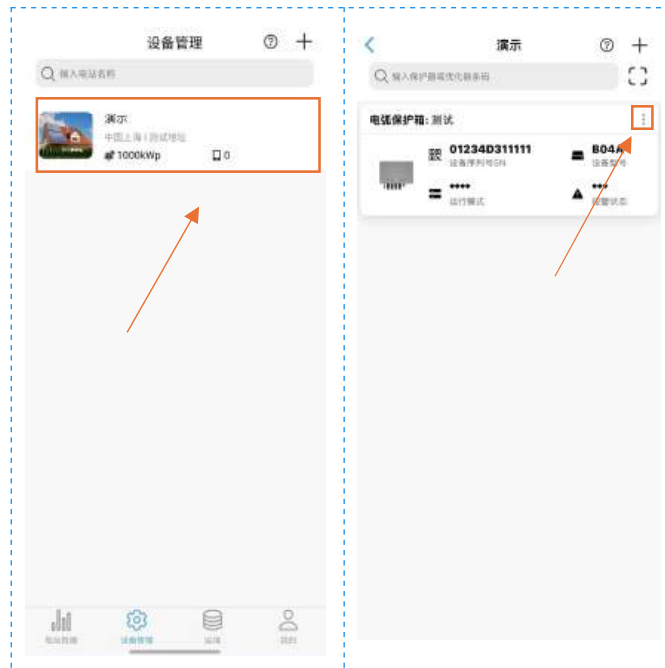 设备管理
输入电站名称
演示
中国上海 | 测试地址
1000kWp
0
电站数据
设备管理
运维
我的
演示
输入保护器或优化器条码
电弧保护箱: 测试
01234D311111
设备序列号SN
B04A
设备型号
****
运行模式
***
报警状态